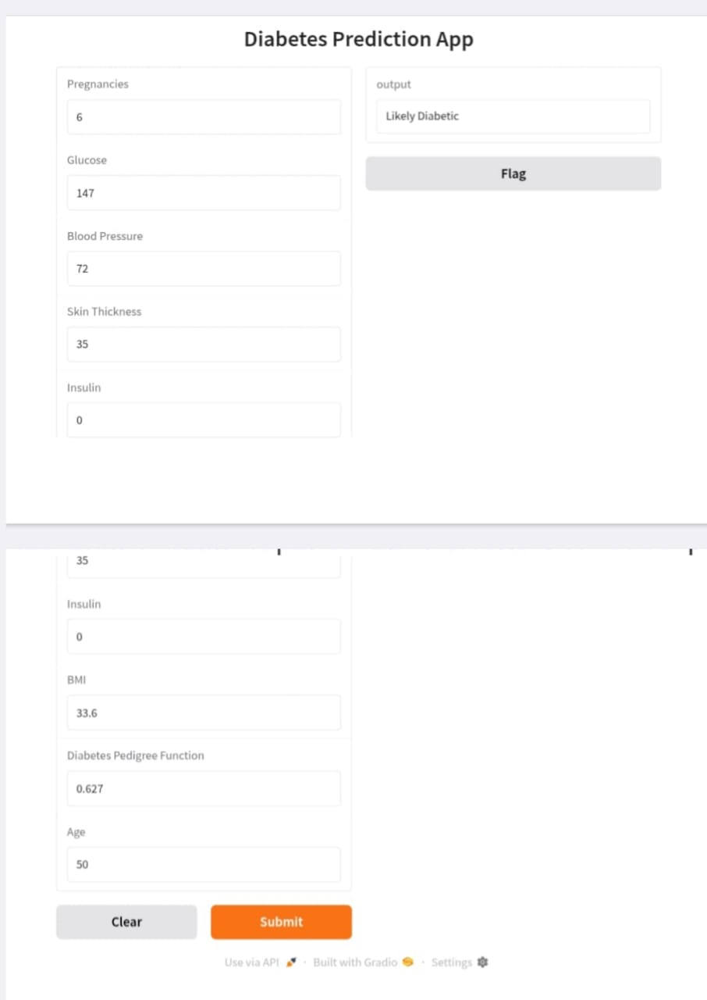 Diabetes Prediction App
Pregnancies
6
Glucose
147
Blood Pressure
72
Skin Thickness
35
Insulin
0
output
Likely Diabetic
Flag
35
Insulin
0
BMI
33.6
Diabetes Pedigree Function
0.627
Age
50
Clear
Submit
Use via API · Built with Gradio · Settings